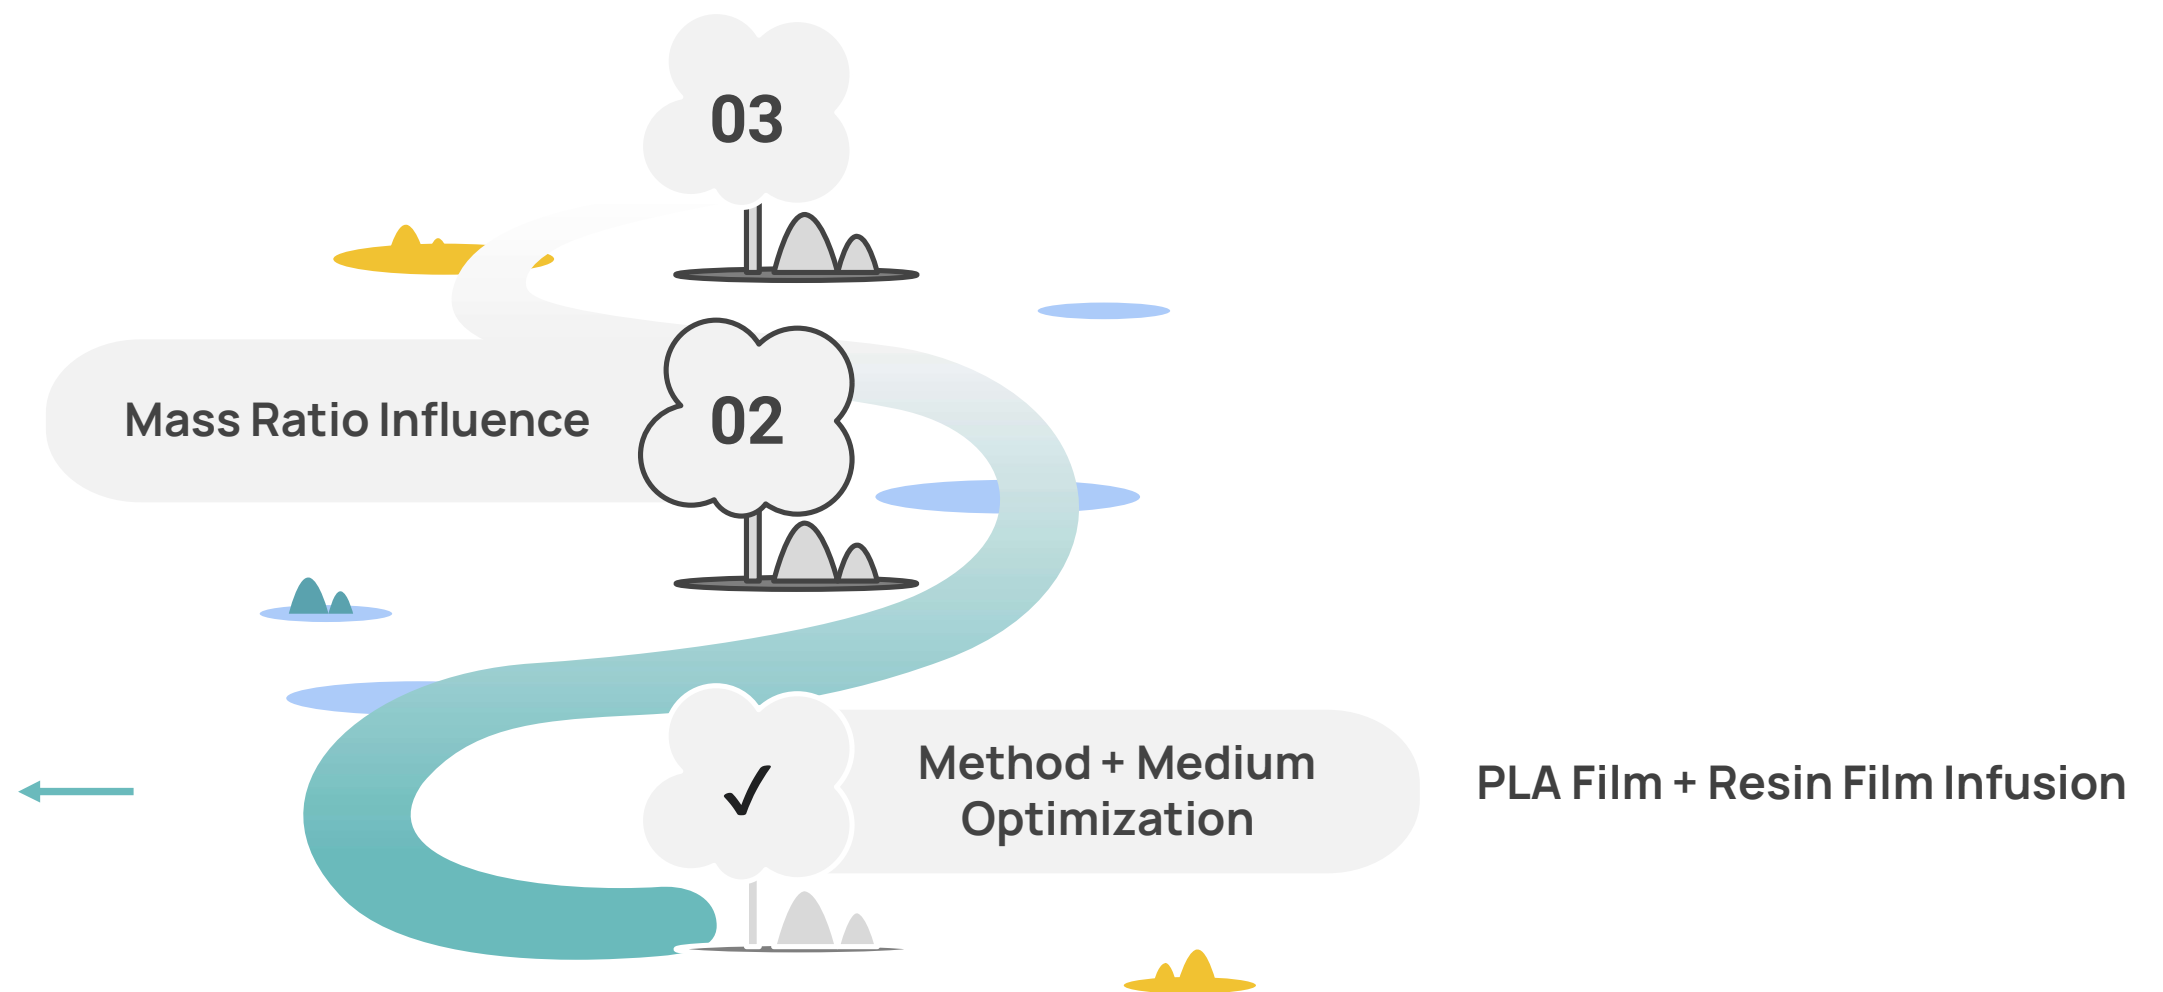 03
Mass Ratio Influence
02
✓
Method + Medium
Optimization
PLA Film + Resin Film Infusion